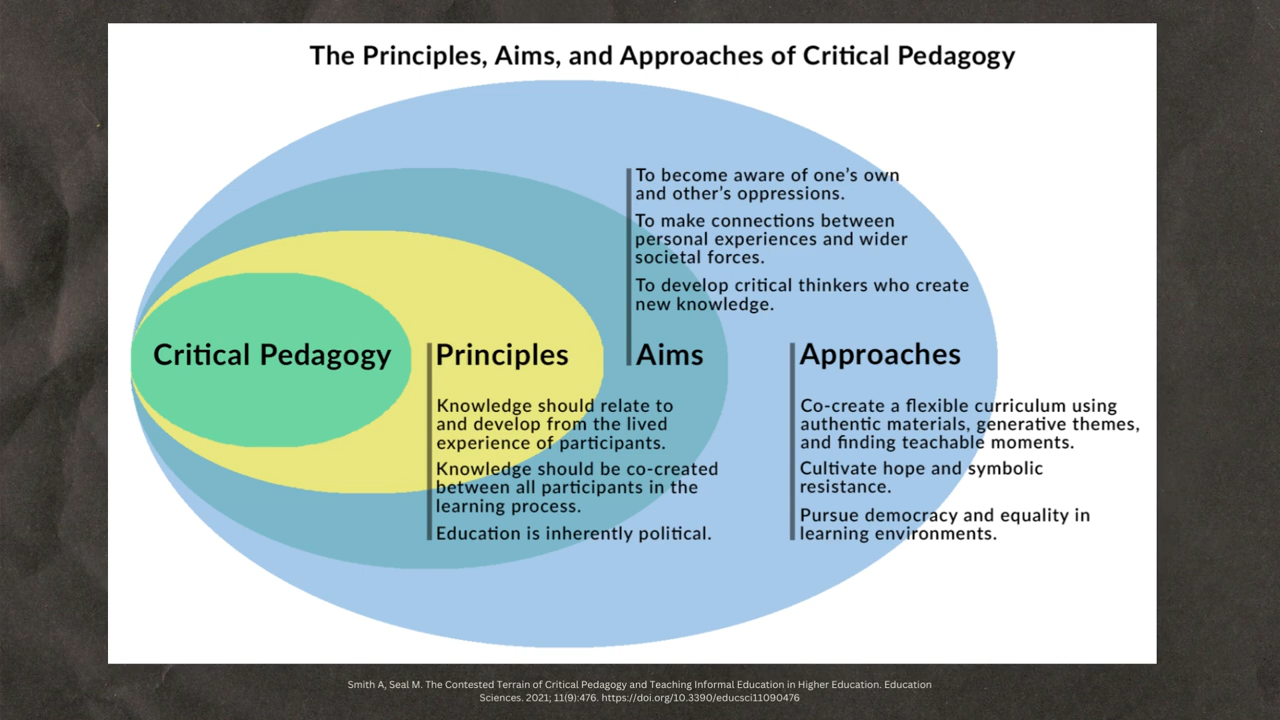 The Principles, Aims, and Approaches of Critical Pedagogy
To become aware of one's own
and other's oppressions.
To make connections between
personal experiences and wider
societal forces.
To develop critical thinkers who create
new knowledge.
Critical Pedagogy
Principles
Aims
Approaches
Knowledge should relate to
and develop from the lived
experience of participants.
Knowledge should be co-created
between all participants in the
learning process.
Education is inherently political.
Co-create a flexible curriculum using
authentic materials, generative themes,
and finding teachable moments.
Cultivate hope and symbolic
resistance.
Pursue democracy and equality in
learning environments.
Smith A, Seal M. The Contested Terrain of Critical Pedagogy and Teaching Informal Education in Higher Education. Education
Sciences. 2021; 11(9):476. https://doi.org/10.3390/educsci11090476